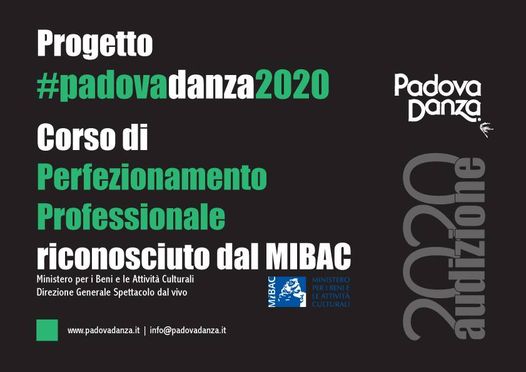 Progetto
#padovadanza2020
Corso di
Perfezionamento
Professionale
riconosciuto dal MIBAC
Ministero per i Beni e le Attività Culturali
Direzione Generale Spettacolo dal vivo
MiBAC
MINISTERO
PER I BENI E
LE ATTIVITÀ
CULTURALI
www.padovadanza.it | info@padovadanza.it
Padova
Danza
2020
audizione